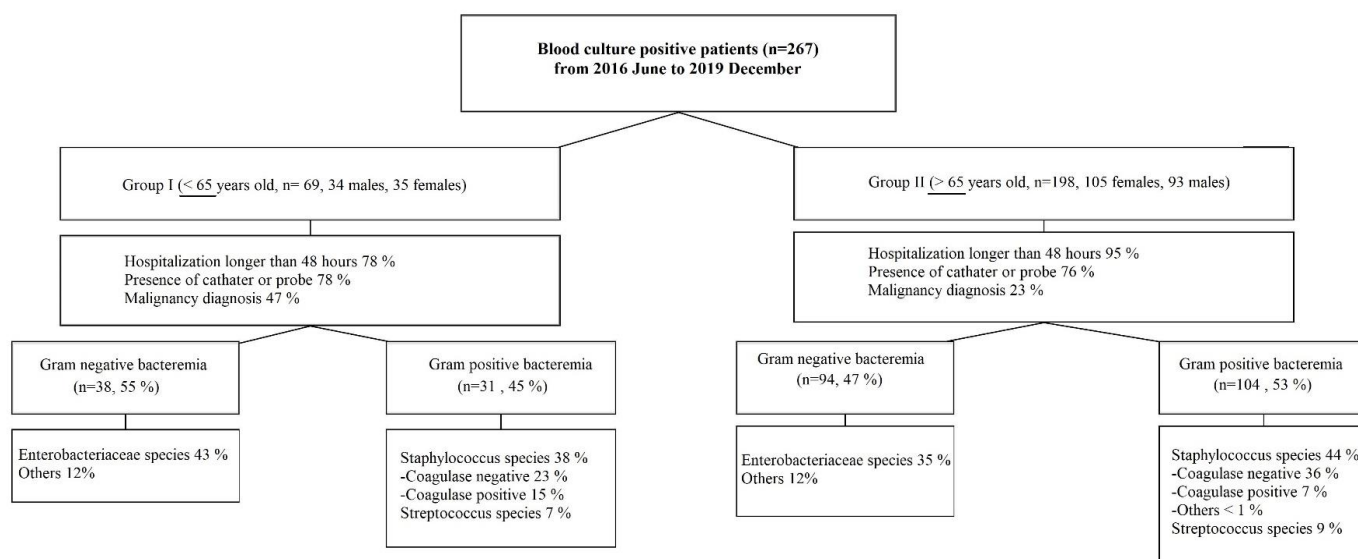 Blood culture positive patients (n=267)
from 2016 June to 2019 December
Group I (< 65 years old, n= 69, 34 males, 35 females)
Group II (> 65 years old, n=198, 105 females, 93 males)
Hospitalization longer than 48 hours 78 %
Presence of cathater or probe 78 %
Malignancy diagnosis 47 %
Hospitalization longer than 48 hours 95 %
Presence of cathater or probe 76 %
Malignancy diagnosis 23 %
Gram negative bacteremia
(n=38, 55 %)
Gram positive bacteremia
(n=31 , 45 %)
Gram negative bacteremia
(n=94, 47 %)
Gram positive bacteremia
(n=104 , 53 %)
Enterobacteriaceae species 43 %
Others 12%
Staphylococcus species 38 %
-Coagulase negative 23 %
-Coagulase positive 15 %
Streptococcus species 7 %
Enterobacteriaceae species 35 %
Others 12%
Staphylococcus species 44 %
-Coagulase negative 36 %
-Coagulase positive 7 %
-Others < 1 %
Streptococcus species 9 %